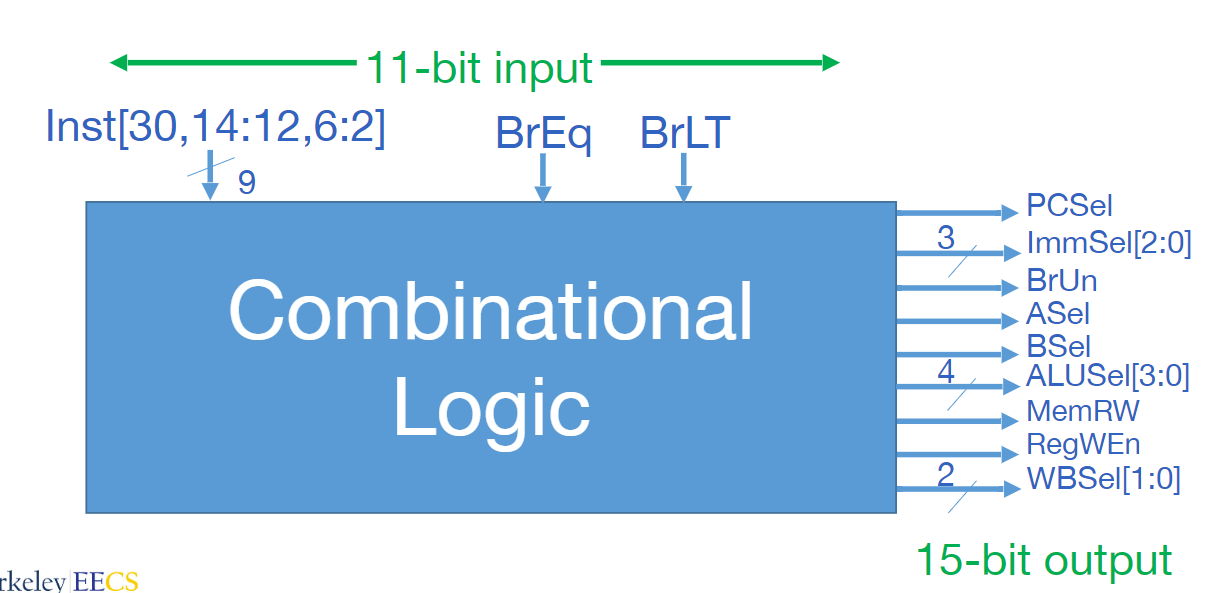 11-bit input
Inst[30,14:12,6:2]
BrEq
BrLT
9
Combinational
Logic
PCSel
3
ImmSel[2:0]
BrUn
ASel
BSel
4
ALUSel[3:0]
MemRW
RegWEn
2
WBSel[1:0]
15-bit output
rkeley EECS